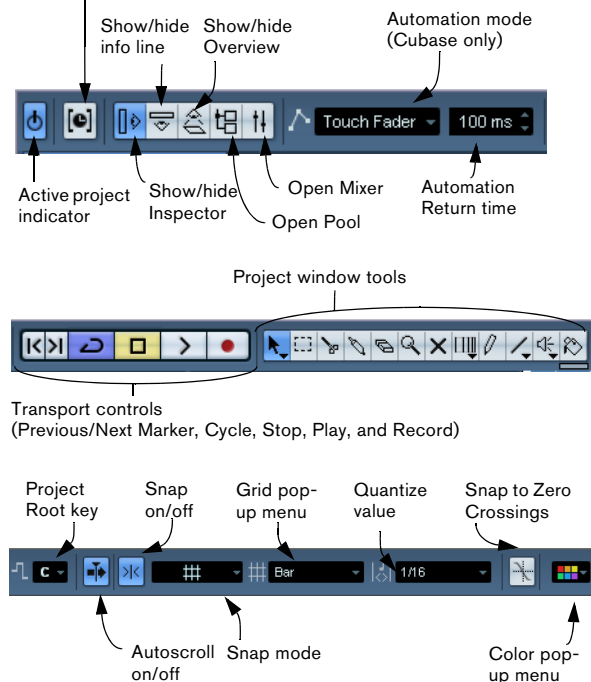 Show/hide
info line
Show/hide
Overview
Automation mode
(Cubase only)
Touch Fader
100 ms
Active project
indicator
Show/hide
Inspector
Open Mixer
Open Pool
Automation
Return time
Project window tools
Transport controls
(Previous/Next Marker, Cycle, Stop, Play, and Record)
Project
Root key
Snap
on/off
Grid pop-
up menu
Quantize
value
Snap to Zero
Crossings
C
Bar
1/16
Autoscroll
on/off
Snap mode
Color pop-
up menu